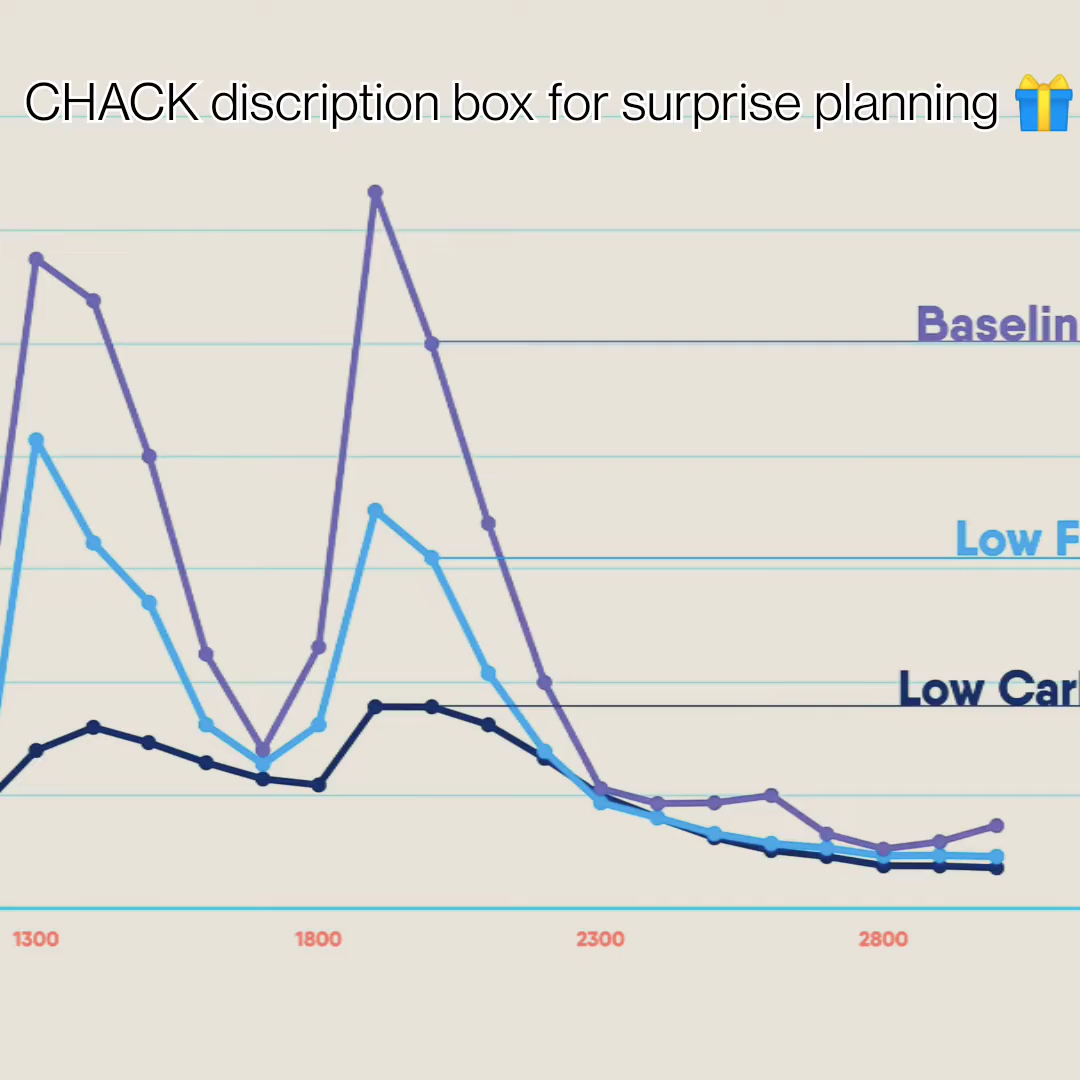 CHACK discription box for surprise planning 🎁
Baselin
Low F
Low Carl
1300 1800 2300 2800